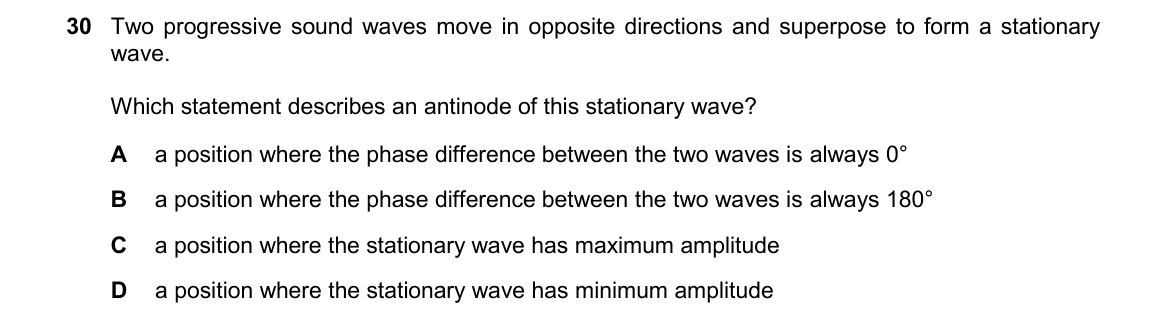 30 Two progressive sound waves move in opposite directions and superpose to form a stationary
wave.
Which statement describes an antinode of this stationary wave?
A a position where the phase difference between the two waves is always 0°
B a position where the phase difference between the two waves is always 180°
C a position where the stationary wave has maximum amplitude
D a position where the stationary wave has minimum amplitude